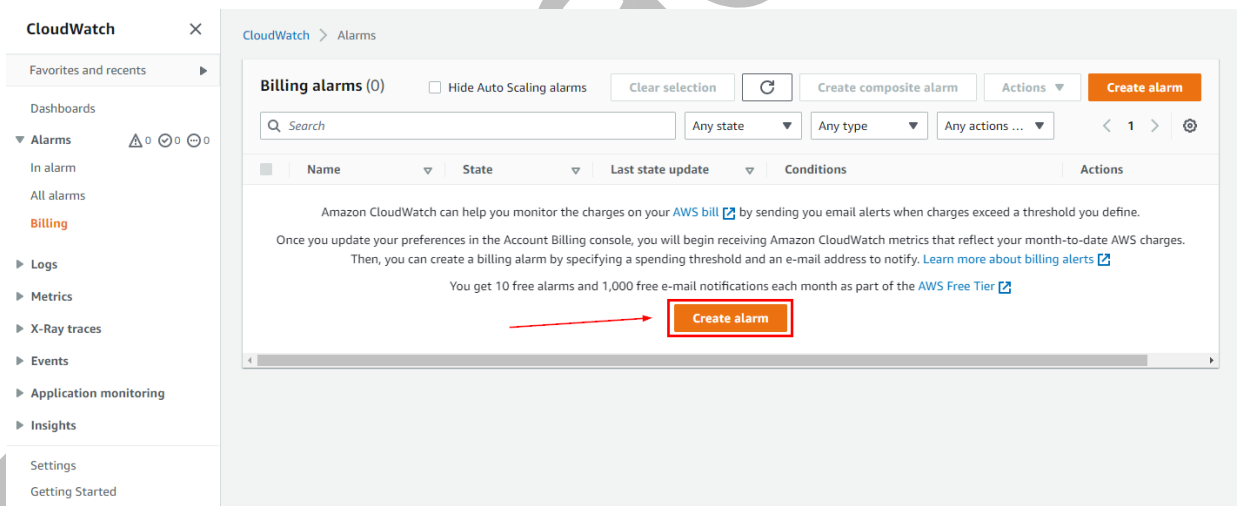 CloudWatch
Favorites and recents
Dashboards
Alarms 0 0 0
In alarm
All alarms
Billing
Logs
Metrics
X-Ray traces
Events
Application monitoring
Insights
Settings
Getting Started
CloudWatch > Alarms
Billing alarms (0) Hide Auto Scaling alarms Clear selection Create composite alarm Actions Create alarm
Search Any state Any type Any actions ... 1
Name State Last state update Conditions Actions
Amazon CloudWatch can help you monitor the charges on your AWS bill by sending you email alerts when charges exceed a threshold you define.
Once you update your preferences in the Account Billing console, you will begin receiving Amazon CloudWatch metrics that reflect your month-to-date AWS charges.
Then, you can create a billing alarm by specifying a spending threshold and an e-mail address to notify. Learn more about billing alerts
You get 10 free alarms and 1,000 free e-mail notifications each month as part of the AWS Free Tier
Create alarm